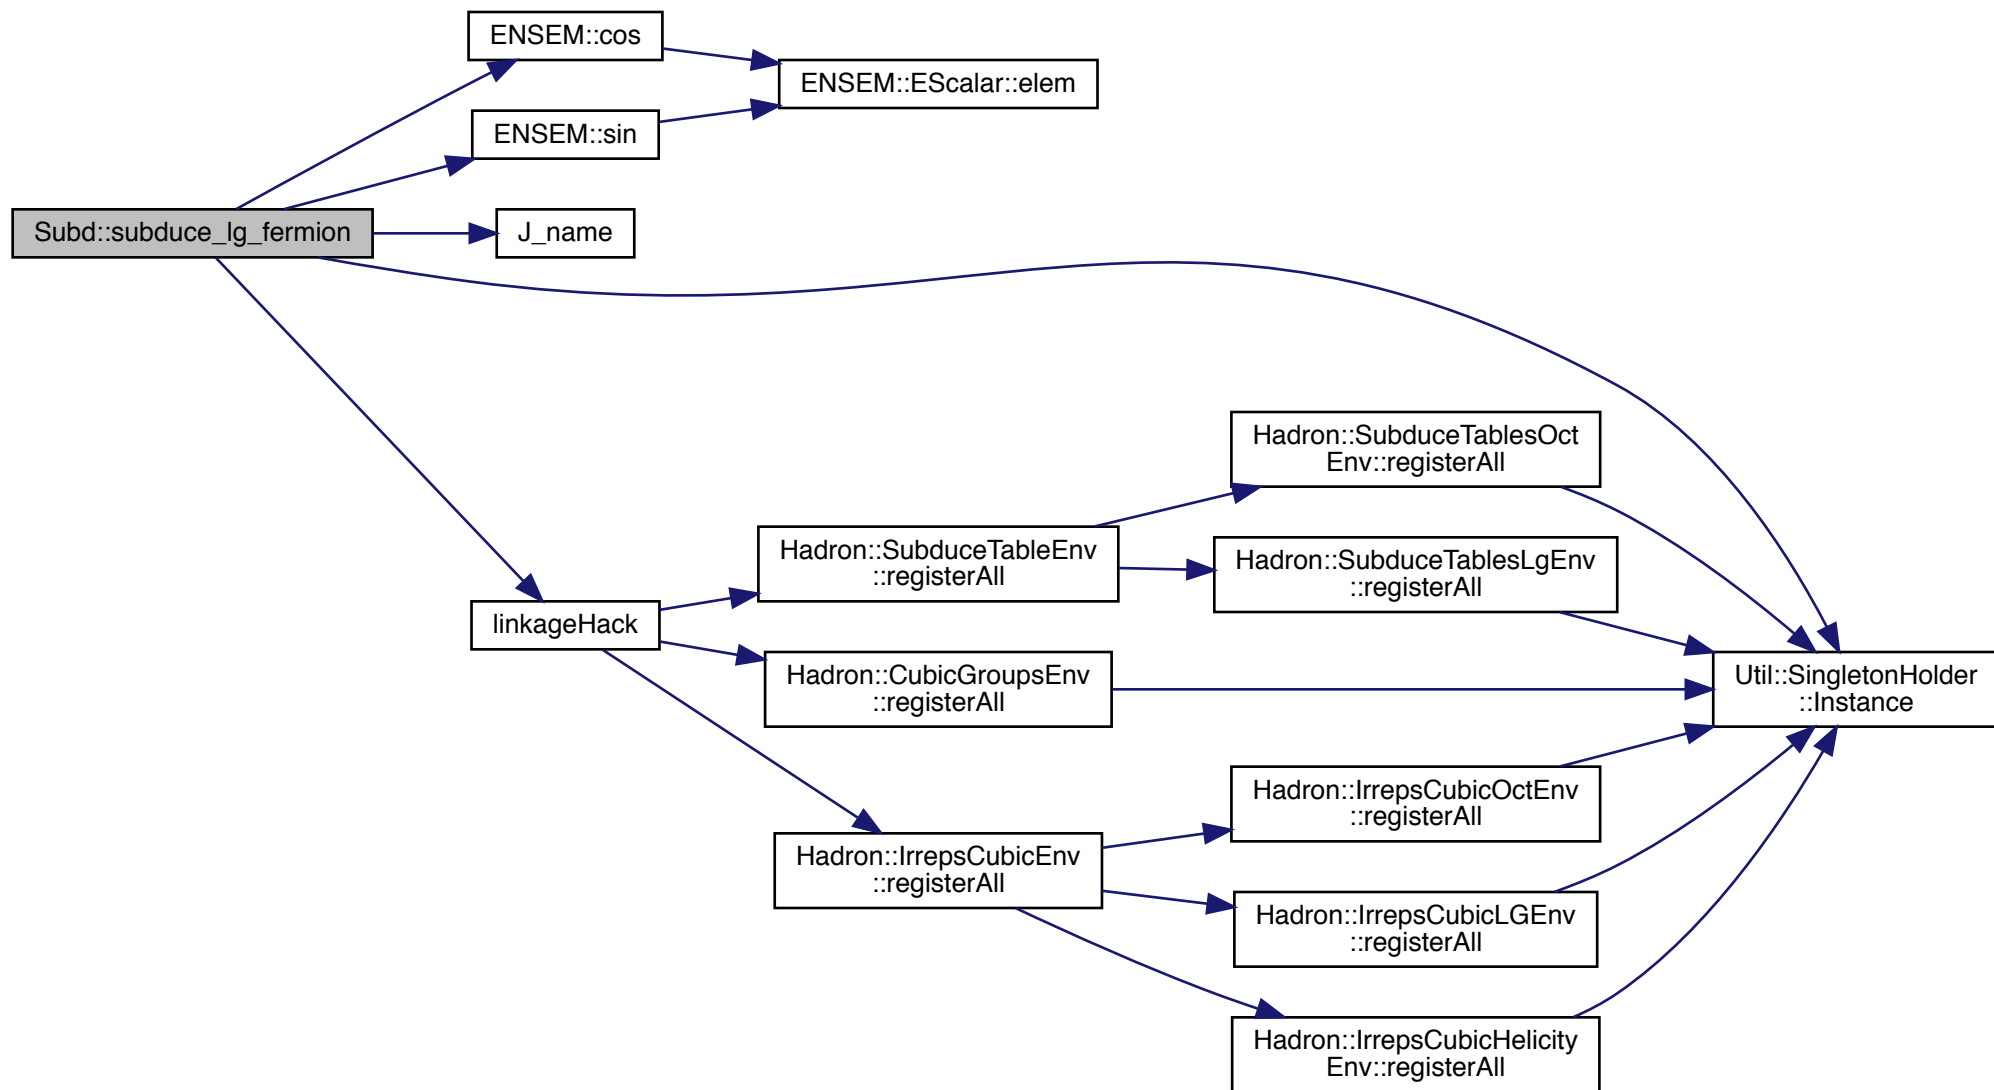 ENSEM::cos
ENSEM::EScalar::elem
ENSEM::sin
Subd::subduce_lg_fermion
J_name
Hadron::SubduceTablesOct
Env::registerAll
Hadron::SubduceTableEnv
::registerAll
Hadron::SubduceTablesLgEnv
::registerAll
linkageHack
Hadron::CubicGroupsEnv
::registerAll
Util::SingletonHolder
::Instance
Hadron::IrrepsCubicOctEnv
::registerAll
Hadron::IrrepsCubicEnv
::registerAll
Hadron::IrrepsCubicLGEnv
::registerAll
Hadron::IrrepsCubicHelicity
Env::registerAll